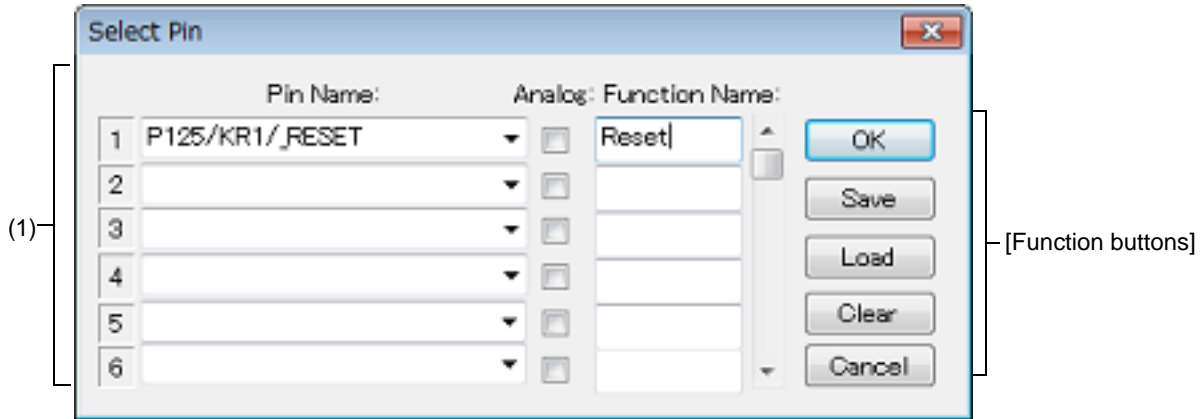 Select Pin
Pin Name: Analog: Function Name:
1 P125/KR1/_RESET Reset OK
2 Save
3
(1) [Function buttons]
4 Load
5 Clear
6 Cancel